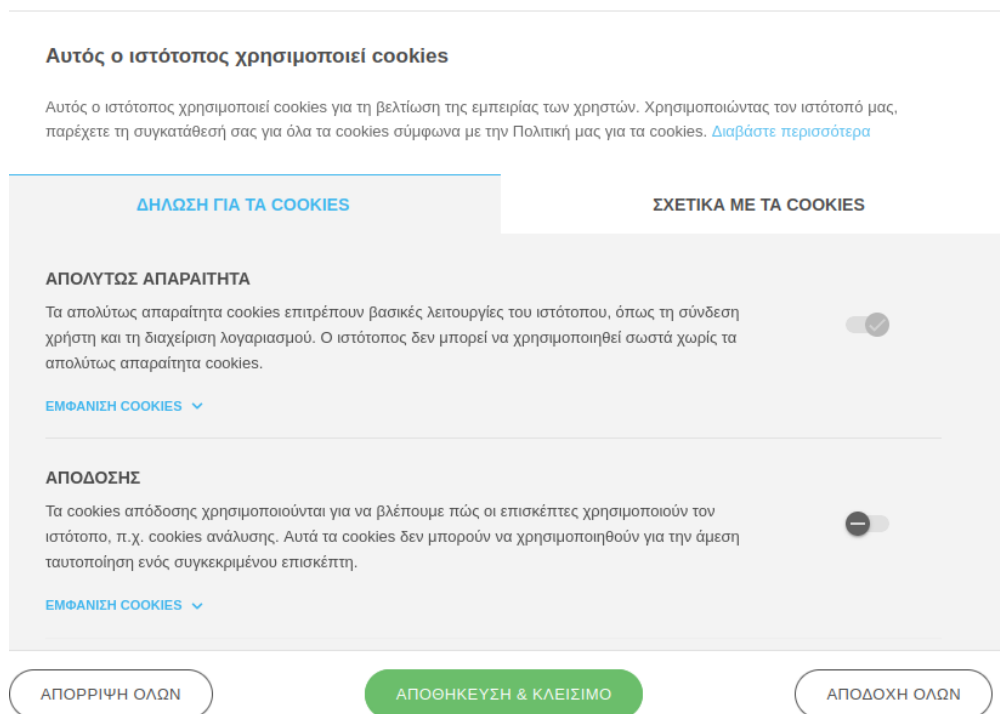 Αυτός ο ιστότοπος χρησιμοποιεί cookies
Αυτός ο ιστότοπος χρησιμοποιεί cookies για τη βελτίωση της εμπειρίας των χρηστών. Χρησιμοποιώντας τον ιστότοπό μας,
παρέχετε τη συγκατάθεσή σας για όλα τα cookies σύμφωνα με την Πολιτική μας για τα cookies. Διαβάστε περισσότερα
ΔΗΛΩΣΗ ΓΙΑ ΤΑ COOKIES
ΣΧΕΤΙΚΑ ΜΕ ΤΑ COOKIES
ΑΠΟΛΥΤΩΣ ΑΠΑΡΑΙΤΗΤΑ
Τα απολύτως απαραίτητα cookies επιτρέπουν βασικές λειτουργίες του ιστότοπου, όπως τη σύνδεση
χρήστη και τη διαχείριση λογαριασμού. Ο ιστότοπος δεν μπορεί να χρησιμοποιηθεί σωστά χωρίς τα
απολύτως απαραίτητα cookies.
ΕΜΦΑΝΙΣΗ COOKIES
ΑΠΟΔΟΣΗΣ
Τα cookies απόδοσης χρησιμοποιούνται για να βλέπουμε πώς οι επισκέπτες χρησιμοποιούν τον
ιστότοπο, π.χ. cookies ανάλυσης. Αυτά τα cookies δεν μπορούν να χρησιμοποιηθούν για την άμεση
ταυτοποίηση ενός συγκεκριμένου επισκέπτη.
ΕΜΦΑΝΙΣΗ COOKIES
ΑΠΟΡΡΙΨΗ ΟΛΩΝ
ΑΠΟΘΗΚΕΥΣΗ & ΚΛΕΙΣΙΜΟ
ΑΠΟΔΟΧΗ ΟΛΩΝ